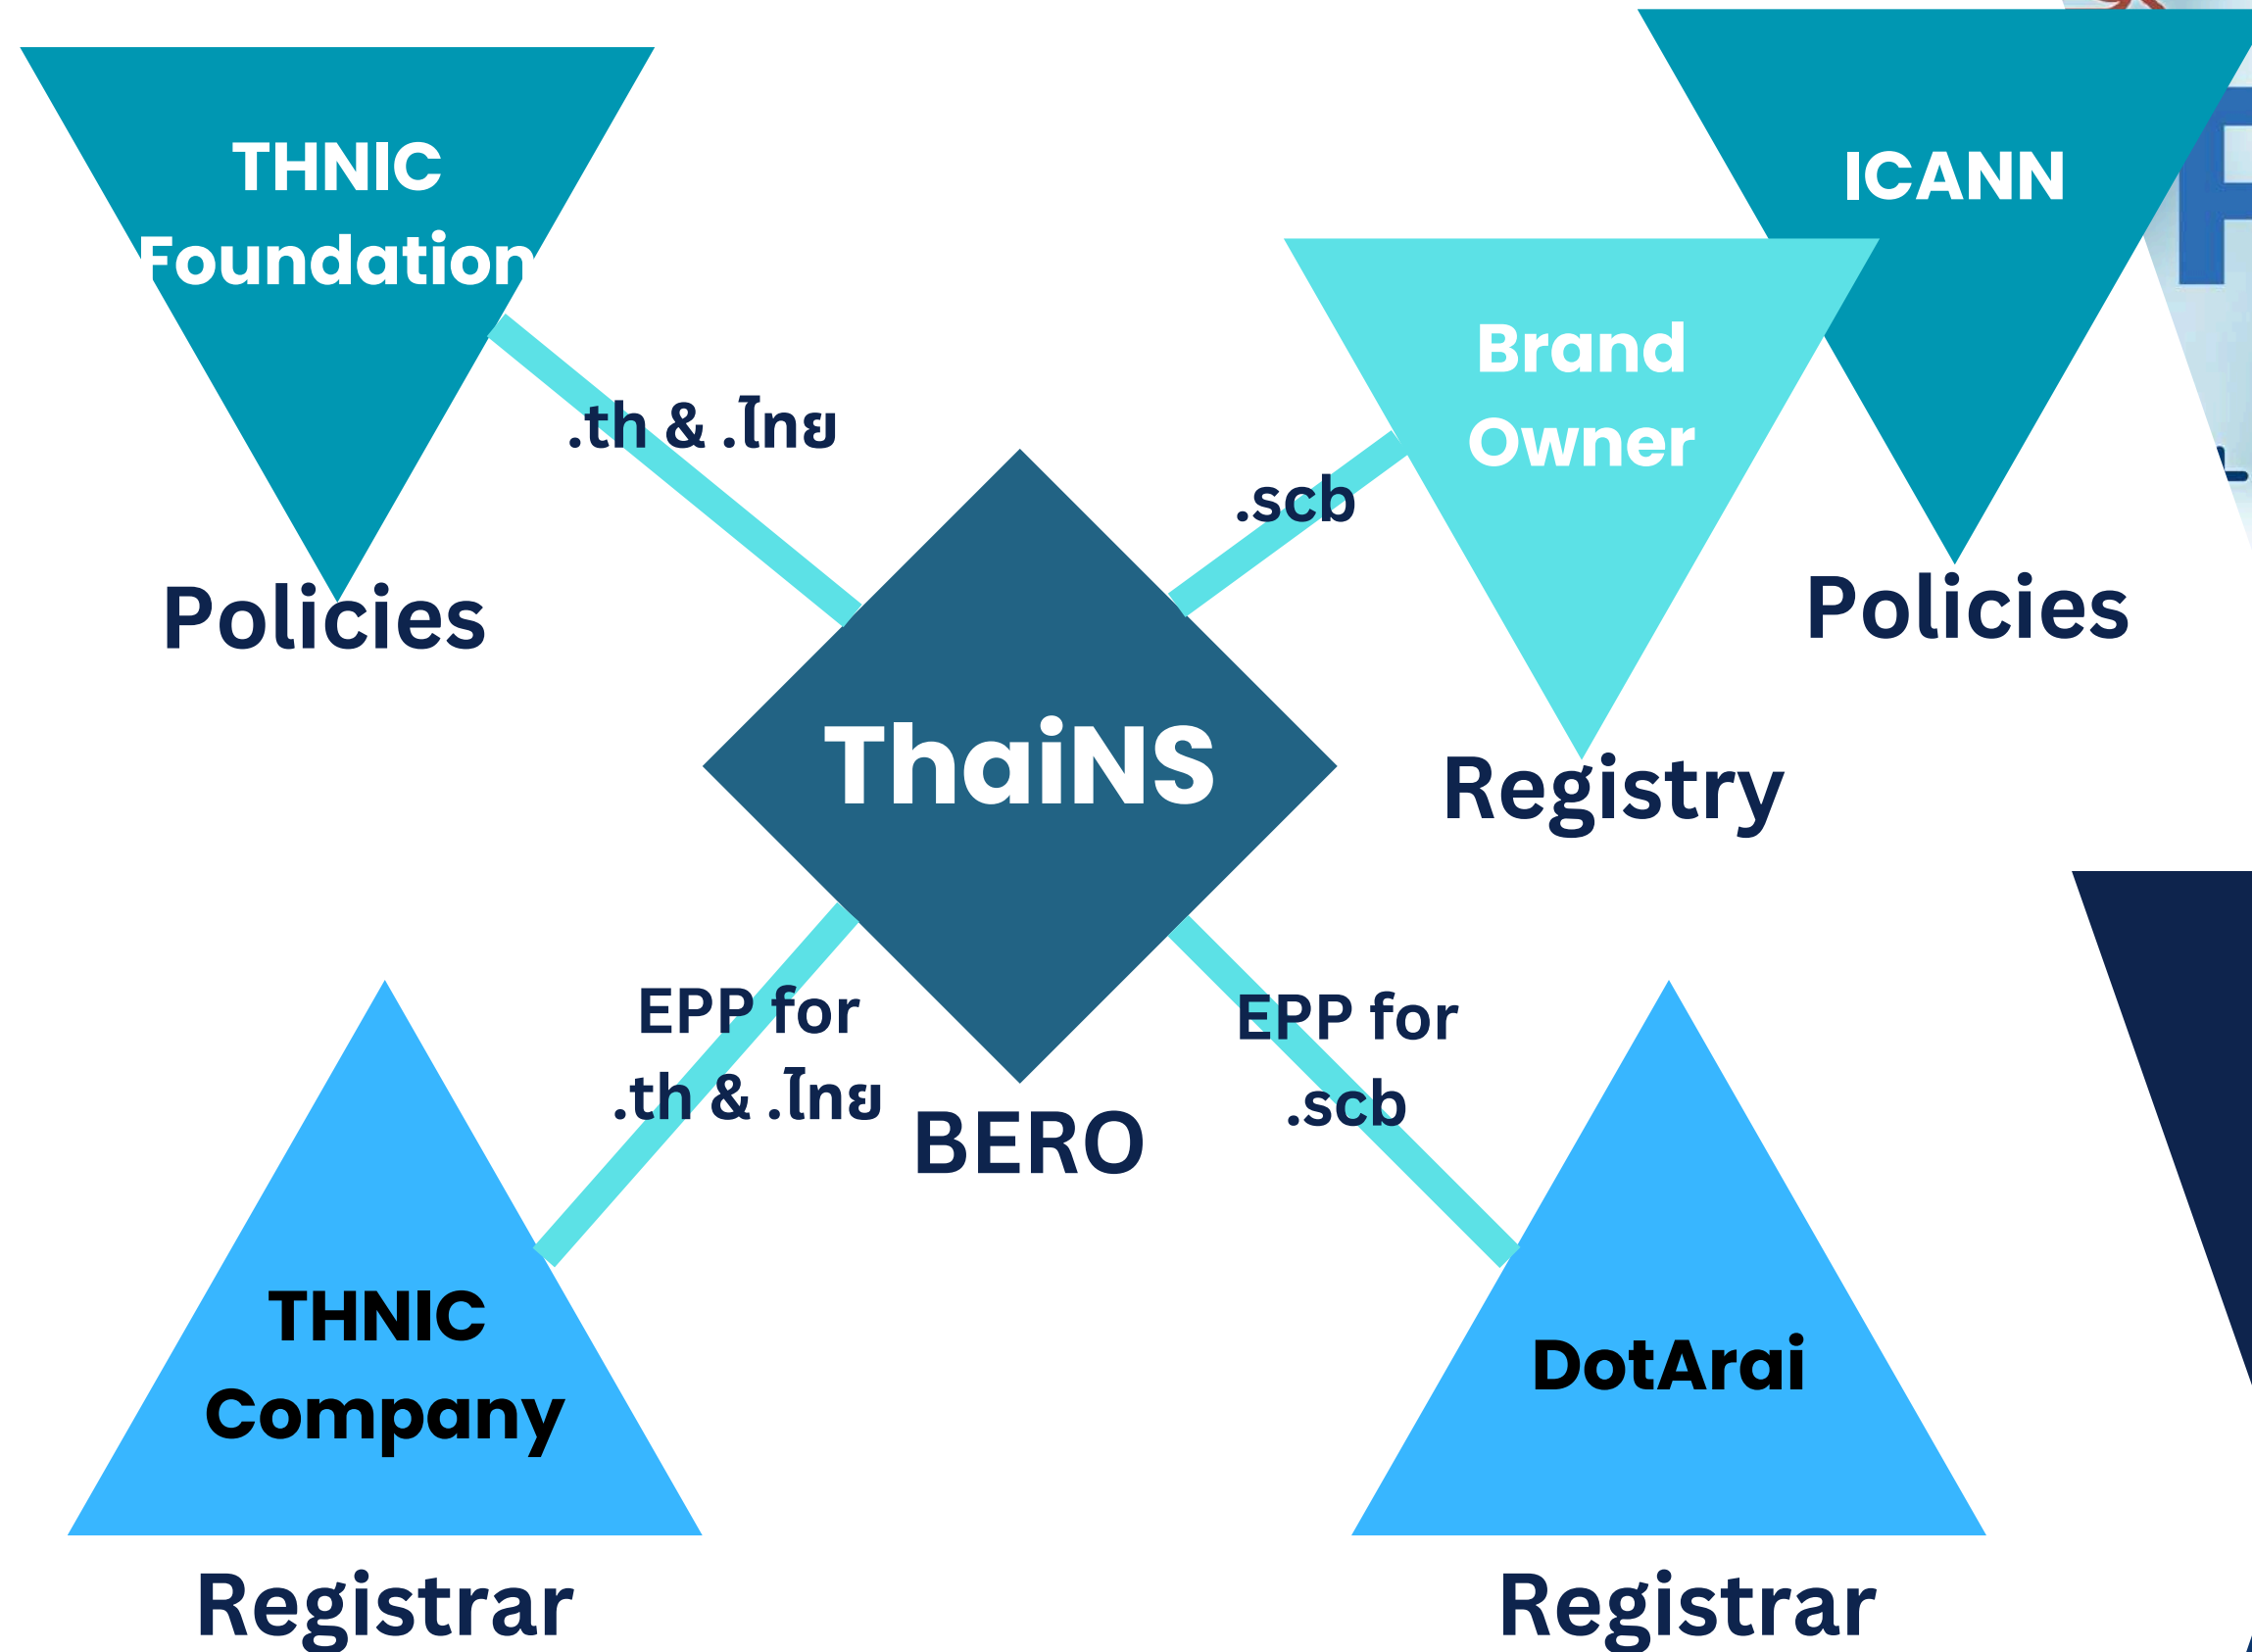 THNIC
Foundation
Policies
.th & .ไทย
ICANN
Policies
Brand
Owner
Registry
.scb
ThaiNS
BERO
EPP for
.th & .ไทย
EPP for
.scb
THNIC
Company
Registrar
DotArai
Registrar